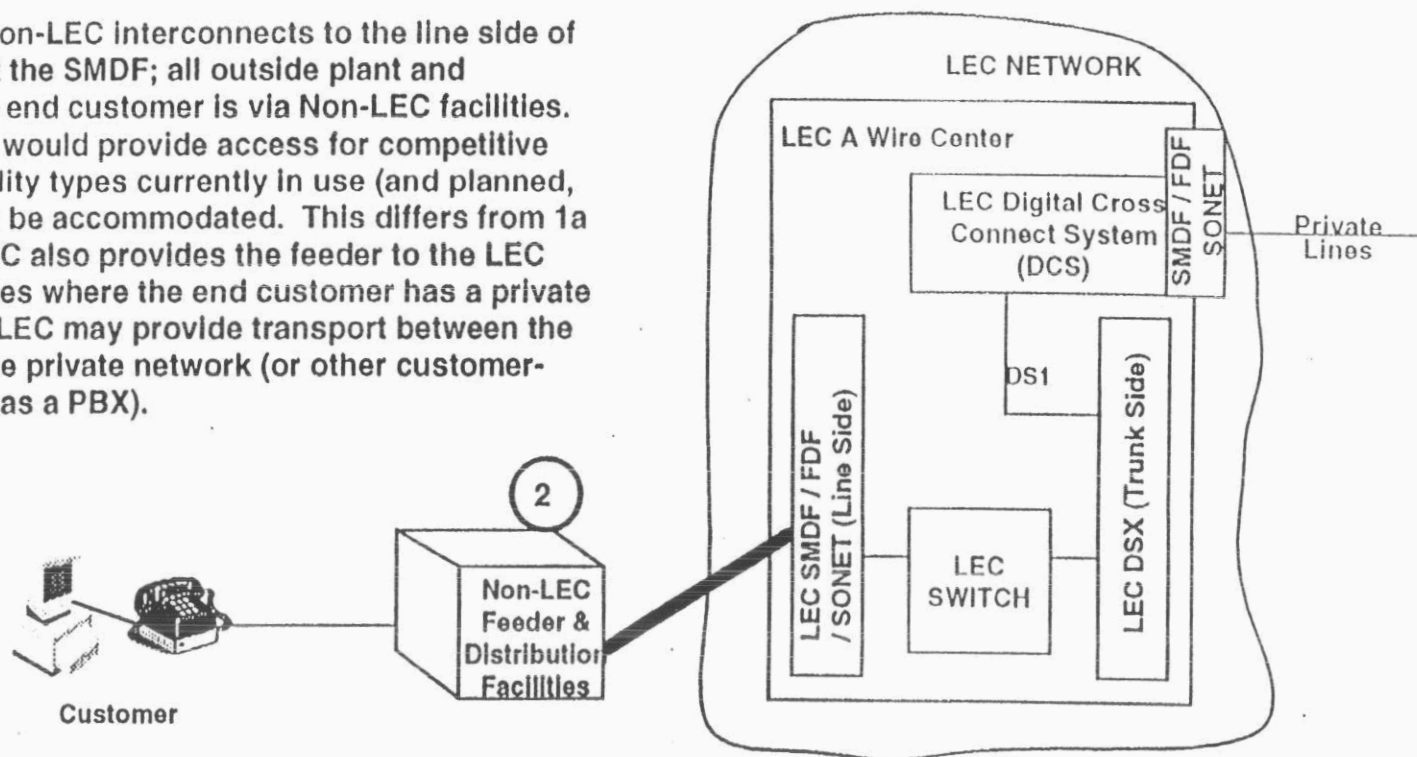 on-LEC interconnects to the line side of
the SMDF; all outside plant and
end customer is via Non-LEC facilities.
would provide access for competitive
lity types currently in use (and planned,
be accommodated. This differs from 1a
C also provides the feeder to the LEC
es where the end customer has a private
LEC may provide transport between the
e private network (or other customer-
as a PBX).
LEC NETWORK
LEC A Wire Center
LEC Digital Cross
Connect System
(DCS)
SMDF / FDF
SONET
Private
Lines
DS1
LEC SMDF / FDF
/ SONET (Line Side)
LEC
SWITCH
LEC DSX (Trunk Side)
2
Non-LEC
Feeder &
Distribution
Facilities
Customer